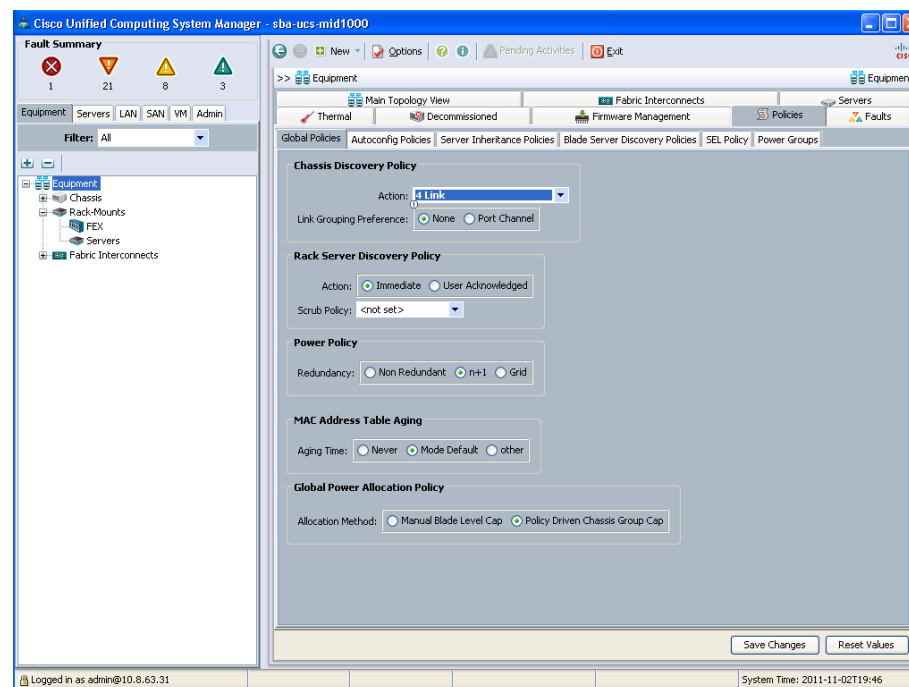 Cisco Unified Computing System Manager - sba-ucs-mid1000
Fault Summary
1 21 8 3
New Options Pending Activities Exit
>> Equipment
Equipmen
Equipment Servers LAN SAN VM Admin
Filter: All
Equipment
Chassis
Rack-Mounts
FEX
Servers
Fabric Interconnects
Main Topology View Fabric Interconnects Servers
Thermal Decommissioned Firmware Management Policies Faults
Global Policies Autoconfig Policies Server Inheritance Policies Blade Server Discovery Policies SEL Policy Power Groups
Chassis Discovery Policy
Action: 4 Link
Link Grouping Preference: None Port Channel
Rack Server Discovery Policy
Action: Immediate User Acknowledged
Scrub Policy: <not set>
Power Policy
Redundancy: Non Redundant n+1 Grid
MAC Address Table Aging
Aging Time: Never Mode Default other
Global Power Allocation Policy
Allocation Method: Manual Blade Level Cap Policy Driven Chassis Group Cap
Save Changes Reset Values
Logged in as admin@10.8.63.31
System Time: 2011-11-02T19:46